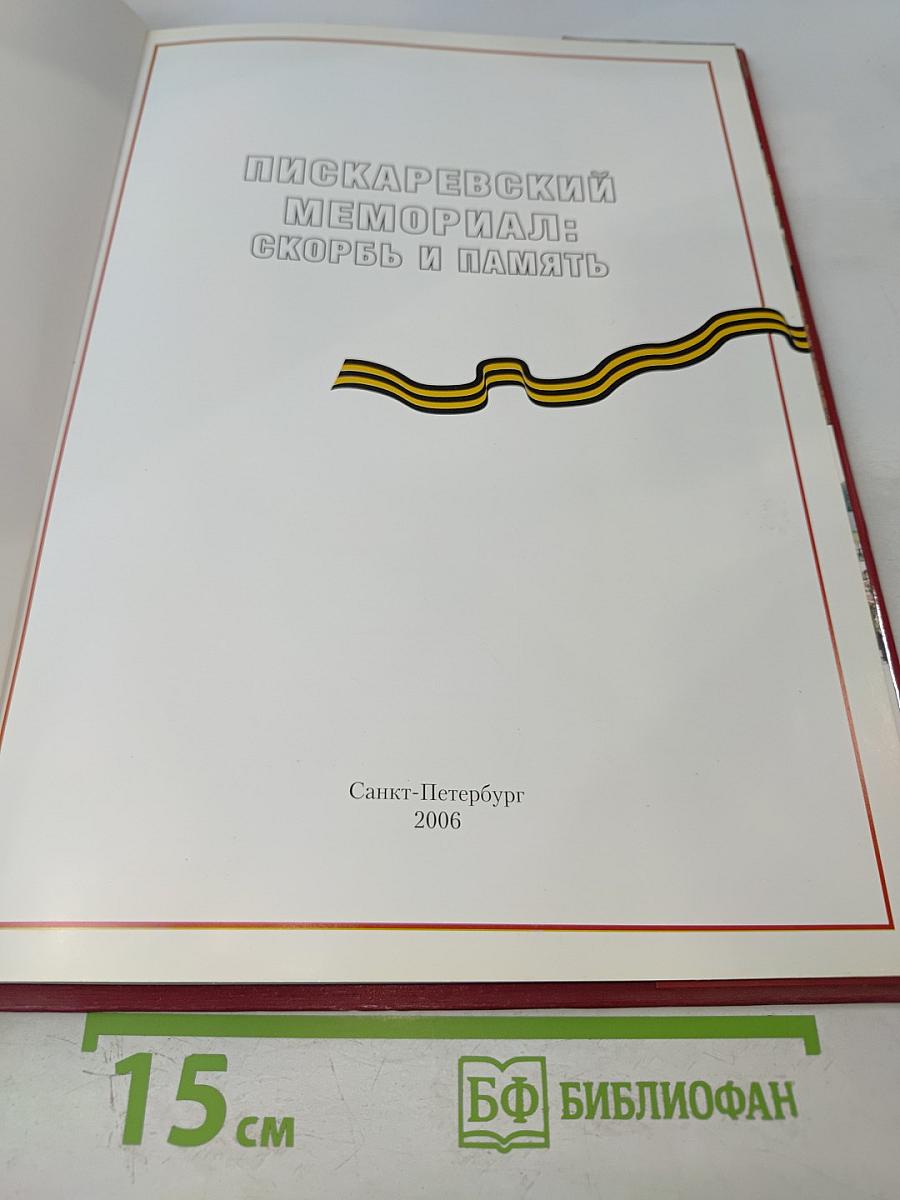 ПИСКАРЕВСКИЙ
МЕМОРИАЛ:
СКОРБЬ И ПАМЯТЬ
Санкт-Петербург
2006
15 см
БФ БИБЛИОФАН